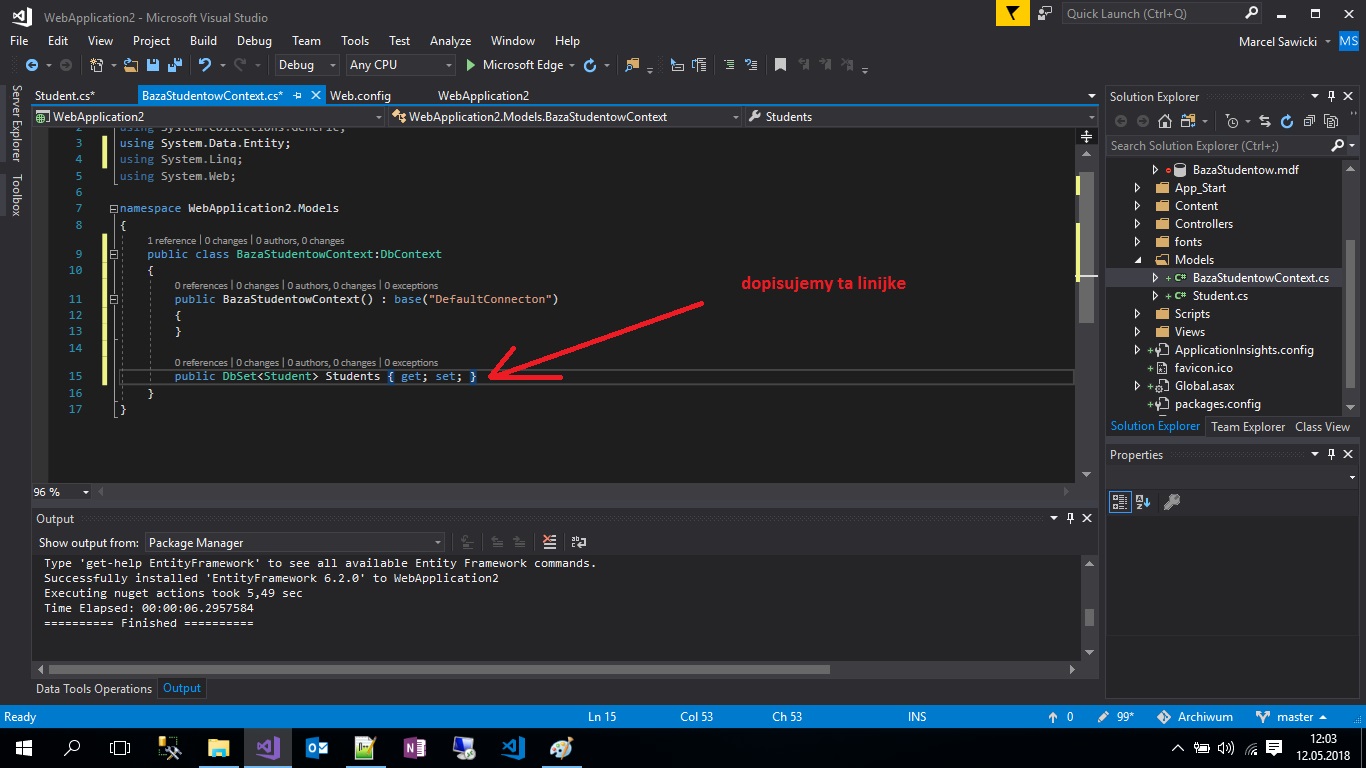 WebApplication2 - Microsoft Visual Studio
Quick Launch (Ctrl+Q)
File Edit View Project Build Debug Team Tools Test Analyze Window Help
Marcel Sawicki MS
Debug Any CPU Microsoft Edge
Server Explorer
Toolbox
Student.cs* BazaStudentowContext.cs* Web.config WebApplication2
WebApplication2 WebApplication2.Models.BazaStudentowContext Students
2 using System.Collections.Generic;
3 using System.Data.Entity;
4 using System.Linq;
5 using System.Web;
6
7 namespace WebApplication2.Models
8 {
1 reference | 0 changes | 0 authors, 0 changes
9 public class BazaStudentowContext:DbContext
10 {
0 references | 0 changes | 0 authors, 0 changes | 0 exceptions
11 public BazaStudentowContext() : base("DefaultConnecton")
12 {
13 }
14
0 references | 0 changes | 0 authors, 0 changes | 0 exceptions
15 public DbSet<Student> Students { get; set; }
16 }
17 }
dopisujemy ta linijke
96 %
Output
Show output from: Package Manager
Type 'get-help EntityFramework' to see all available Entity Framework commands.
Successfully installed 'EntityFramework 6.2.0' to WebApplication2
Executing nuget actions took 5,49 sec
Time Elapsed: 00:00:06.2957584
========== Finished ==========
Data Tools Operations Output
Solution Explorer
Search Solution Explorer (Ctrl+;)
BazaStudentow.mdf
App_Start
Content
Controllers
fonts
Models
BazaStudentowContext.cs
Student.cs
Scripts
Views
ApplicationInsights.config
favicon.ico
Global.asax
packages.config
Solution Explorer Team Explorer Class View
Properties
Ready Ln 15 Col 53 Ch 53 INS 0 99* Archiwum master
12:03
12.05.2018